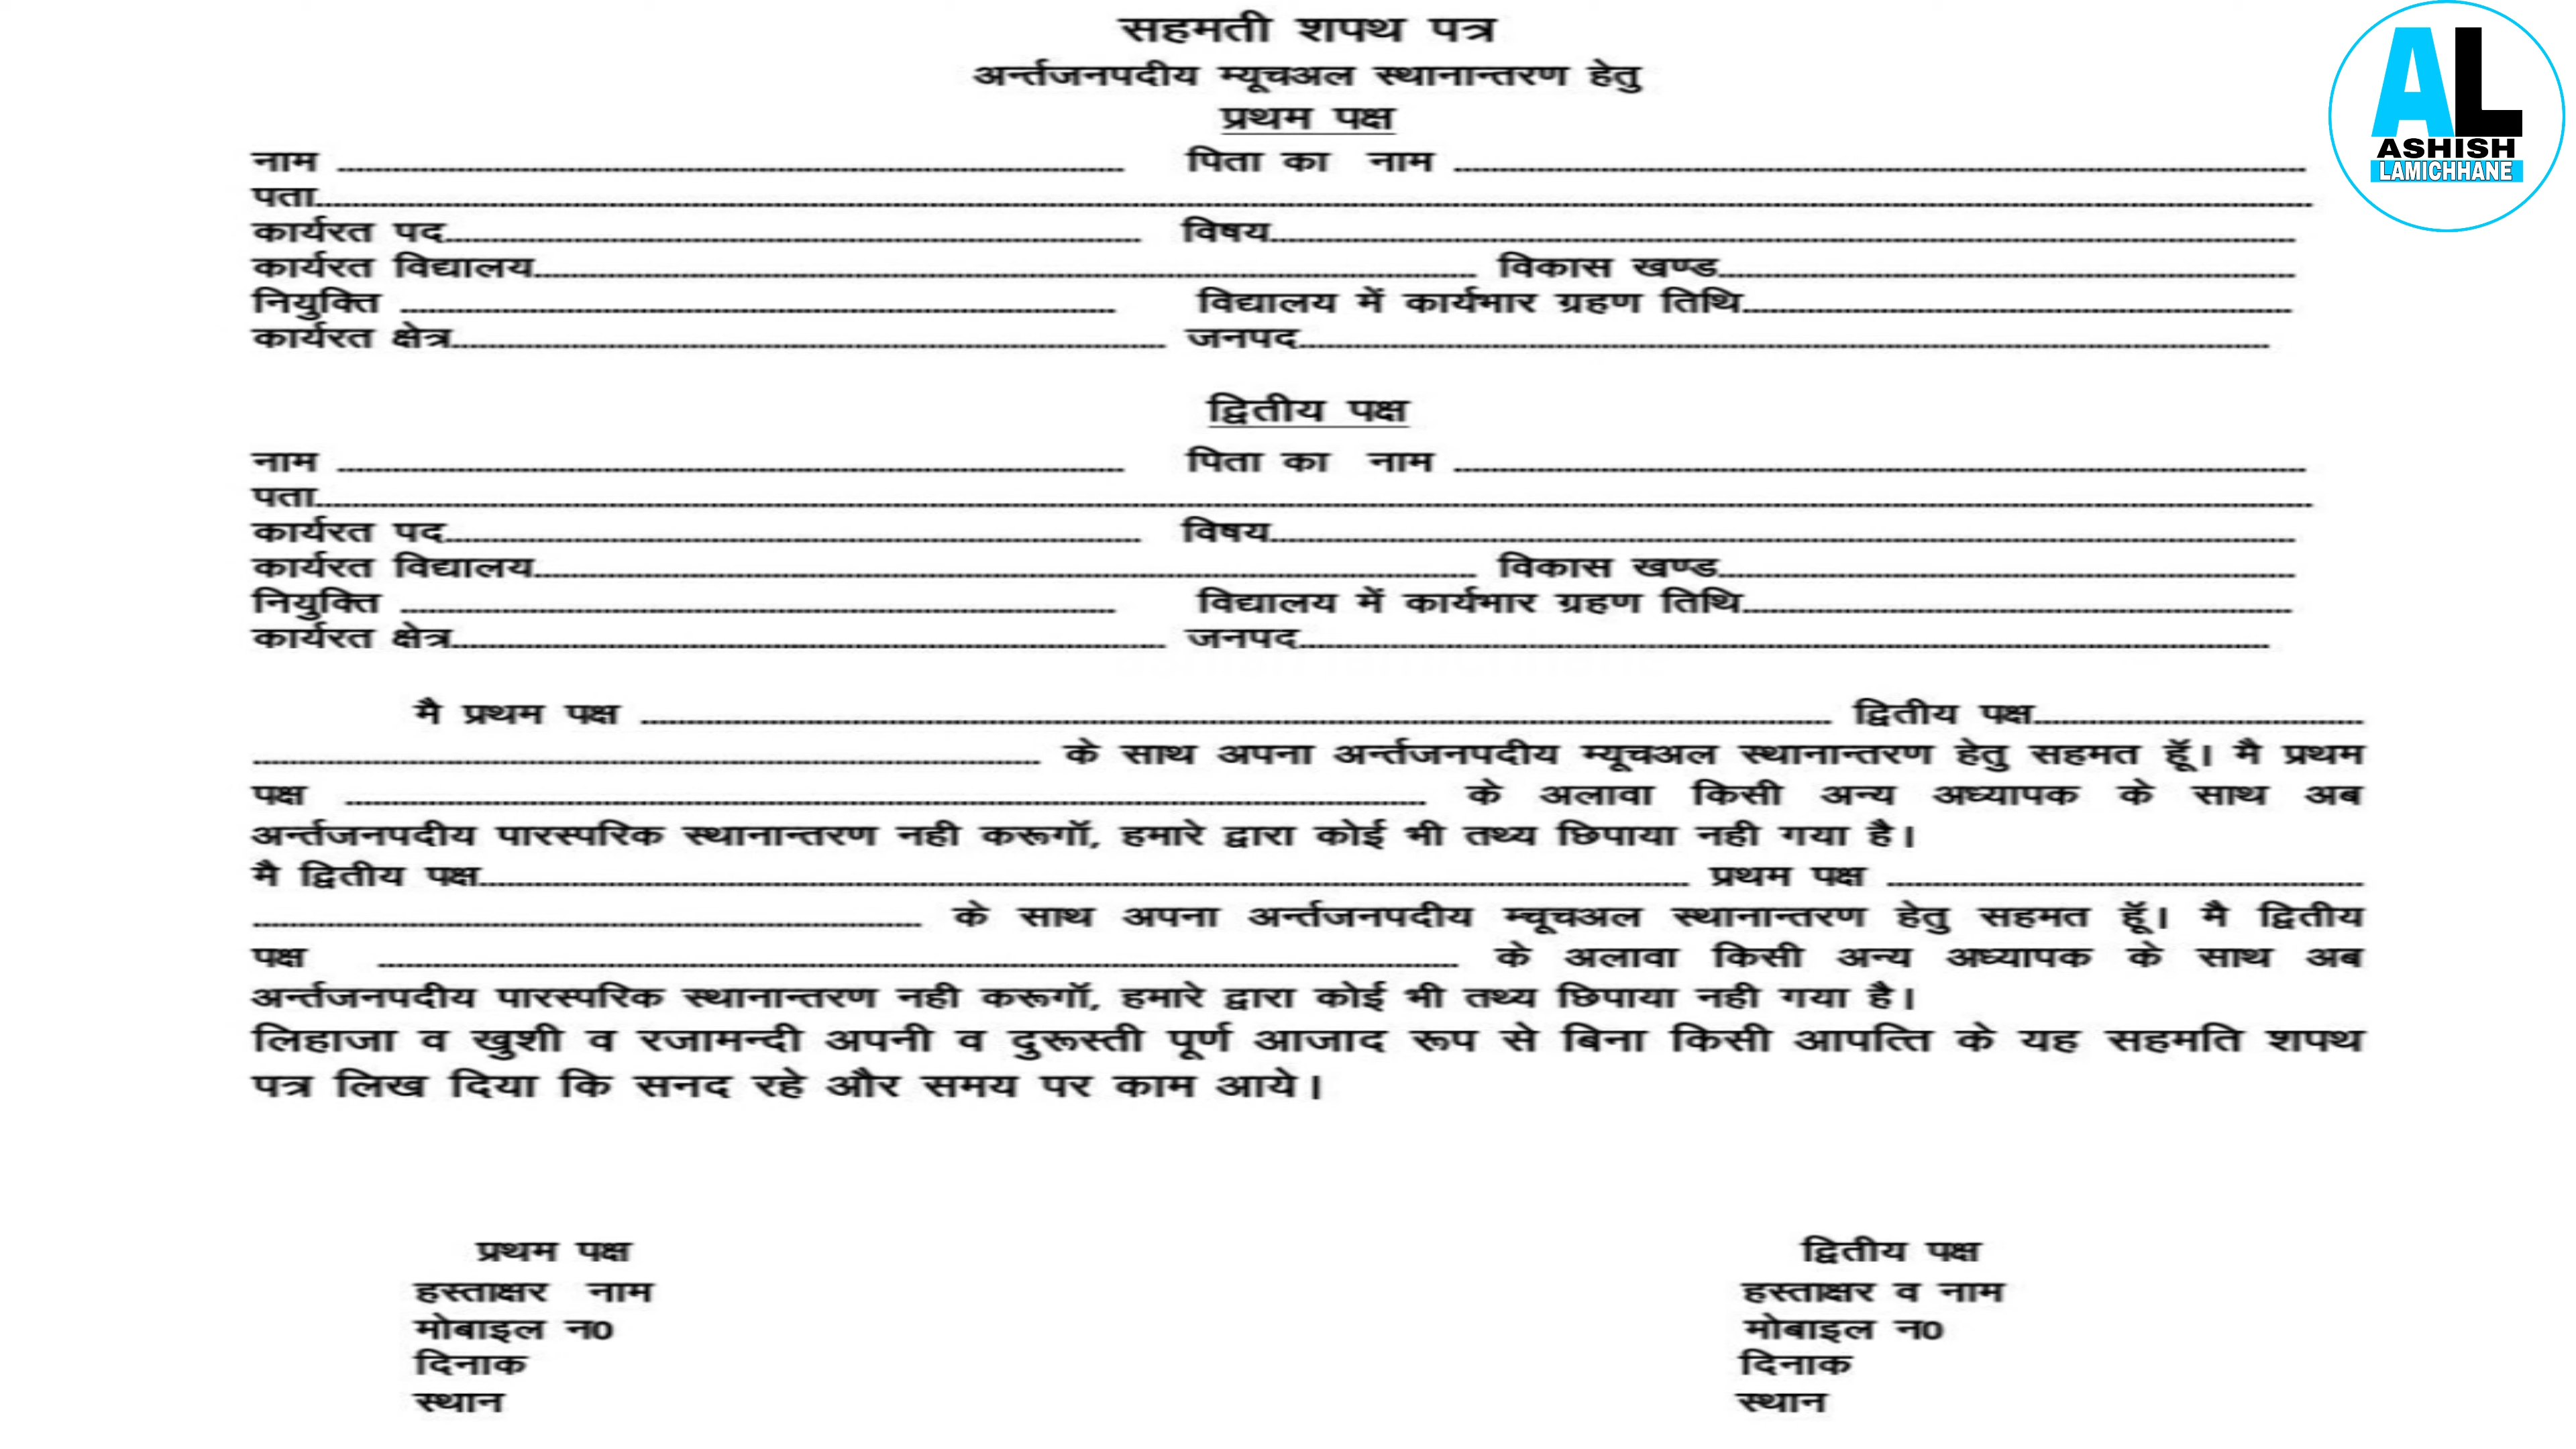 सहमती शपथ पत्र
अर्न्तजनपदीय म्यूचअल स्थानान्तरण हेतु
प्रथम पक्ष
AL
ASHISH
LAMICHHANE
नाम ........................ पिता का नाम ........................
पता........................
कार्यरत पद........................ विषय........................
कार्यरत विद्यालय........................ विकास खण्ड........................
नियुक्ति ........................ विद्यालय में कार्यभार ग्रहण तिथि........................
कार्यरत क्षेत्र........................ जनपद........................
द्वितीय पक्ष
नाम ........................ पिता का नाम ........................
पता........................
कार्यरत पद........................ विषय........................
कार्यरत विद्यालय........................ विकास खण्ड........................
नियुक्ति ........................ विद्यालय में कार्यभार ग्रहण तिथि........................
कार्यरत क्षेत्र........................ जनपद........................
मै प्रथम पक्ष ........................ द्वितीय पक्ष........................
........................ के साथ अपना अर्न्तजनपदीय म्यूचअल स्थानान्तरण हेतु सहमत हूॅ। मै प्रथम
पक्ष ........................ के अलावा किसी अन्य अध्यापक के साथ अब
अर्न्तजनपदीय पारस्परिक स्थानान्तरण नही करूगॉ, हमारे द्वारा कोई भी तथ्य छिपाया नही गया है।
मै द्वितीय पक्ष........................ प्रथम पक्ष ........................
........................ के साथ अपना अर्न्तजनपदीय म्चूचअल स्थानान्तरण हेतु सहमत हूॅ। मै द्वितीय
पक्ष ........................ के अलावा किसी अन्य अध्यापक के साथ अब
अर्न्तजनपदीय पारस्परिक स्थानान्तरण नही करूगॉ, हमारे द्वारा कोई भी तथ्य छिपाया नही गया है।
लिहाजा व खुशी व रजामन्दी अपनी व दुरूस्ती पूर्ण आजाद रूप से बिना किसी आपत्ति के यह सहमति शपथ
पत्र लिख दिया कि सनद रहे और समय पर काम आये।
प्रथम पक्ष द्वितीय पक्ष
हस्ताक्षर नाम हस्ताक्षर व नाम
मोबाइल न0 मोबाइल न0
दिनाक दिनाक
स्थान स्थान